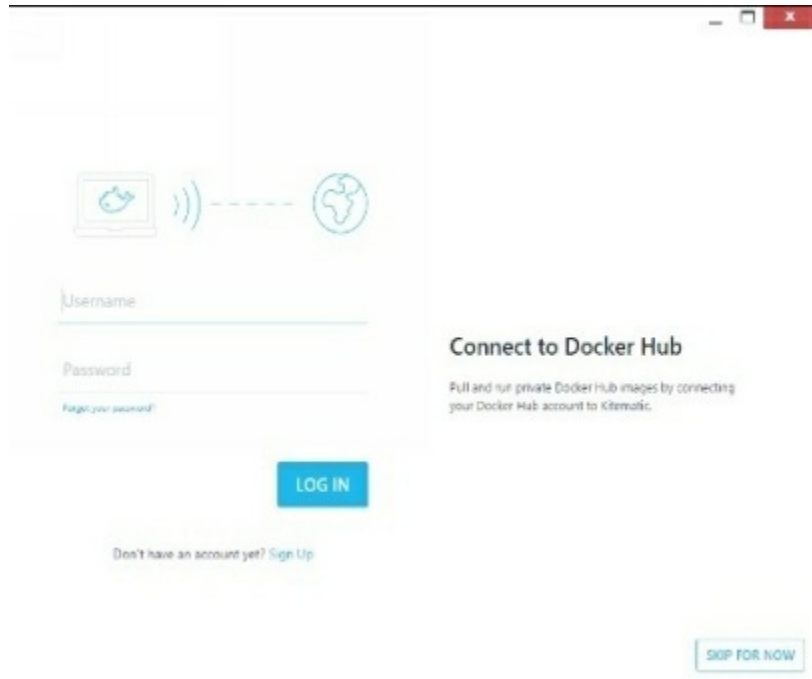 Username
Password
Forgot your password?
LOG IN
Don't have an account yet? Sign Up
Connect to Docker Hub
Pull and run private Docker Hub images by connecting
your Docker Hub account to Kitematic.
SKIP FOR NOW